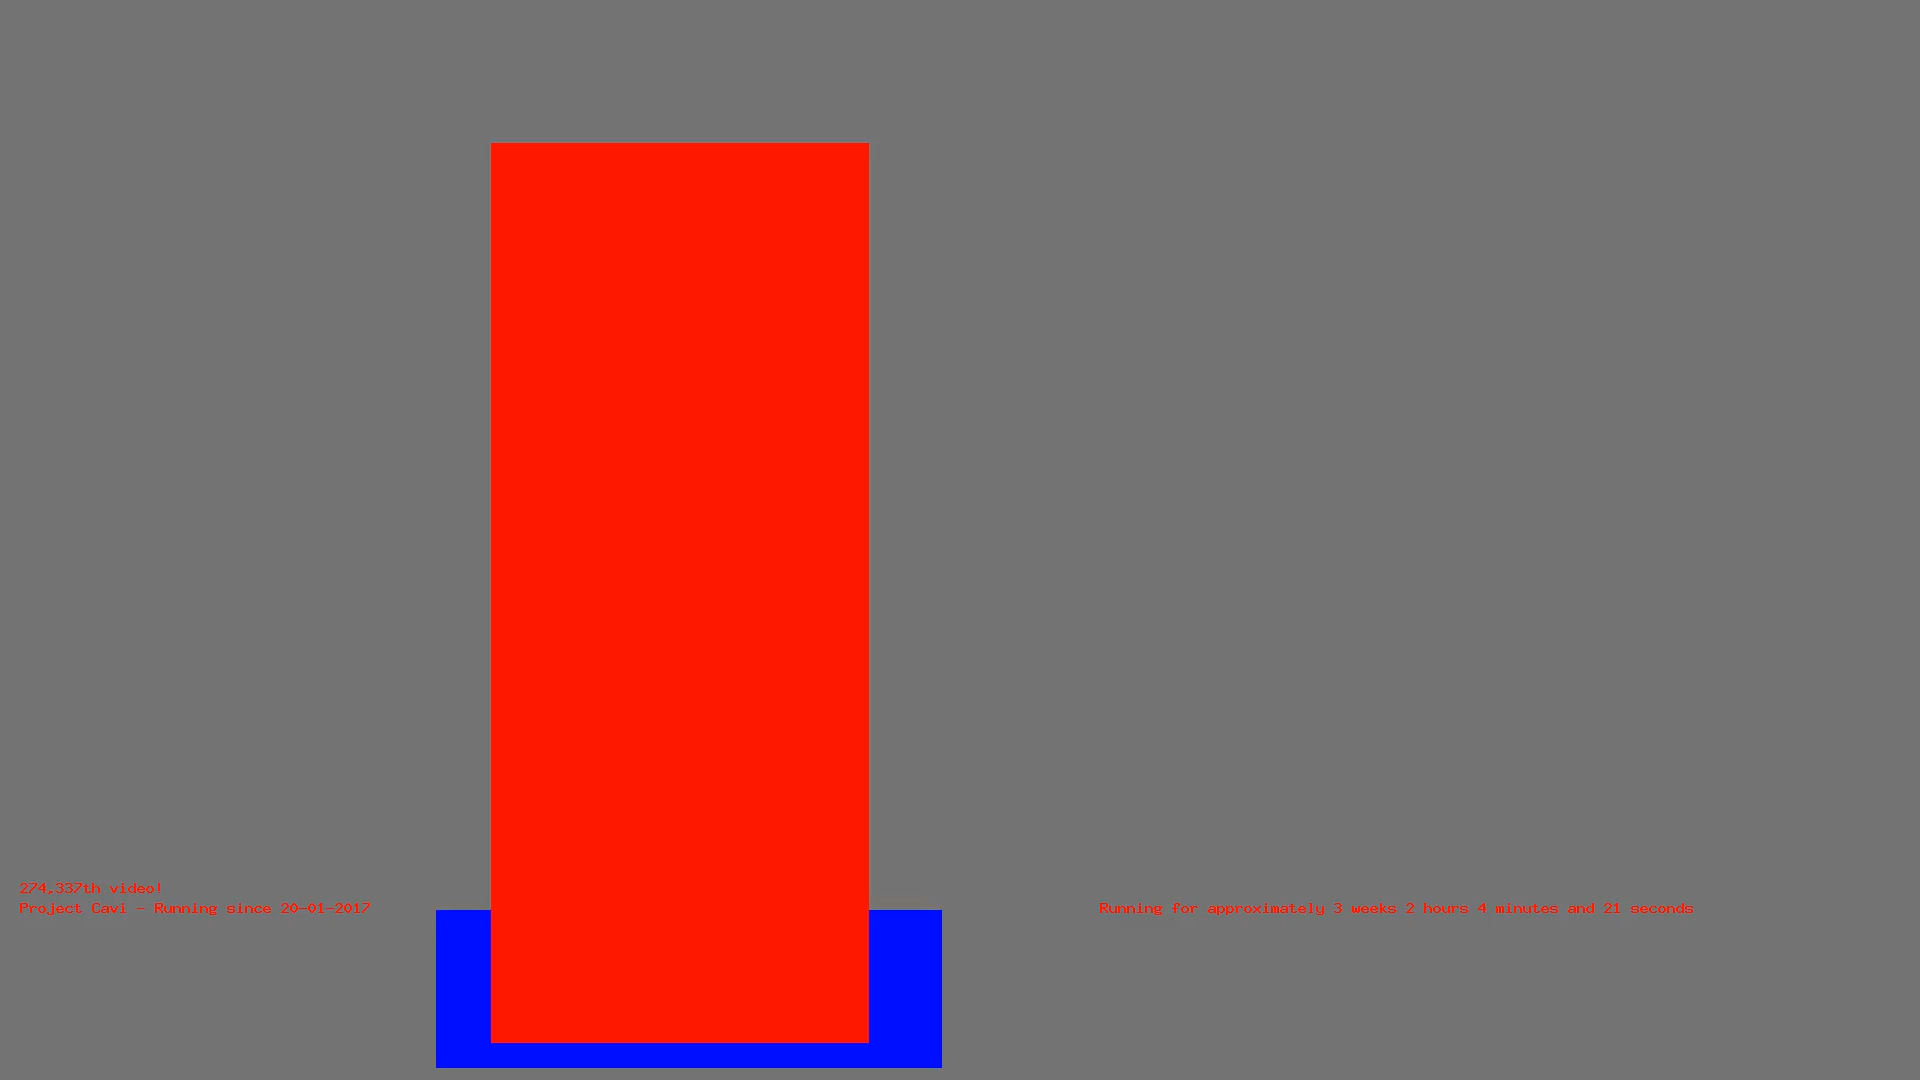 274,337th video!
Project Cavi - Running since 20-01-2017
Running for approximately 3 weeks 2 hours 4 minutes and 21 seconds